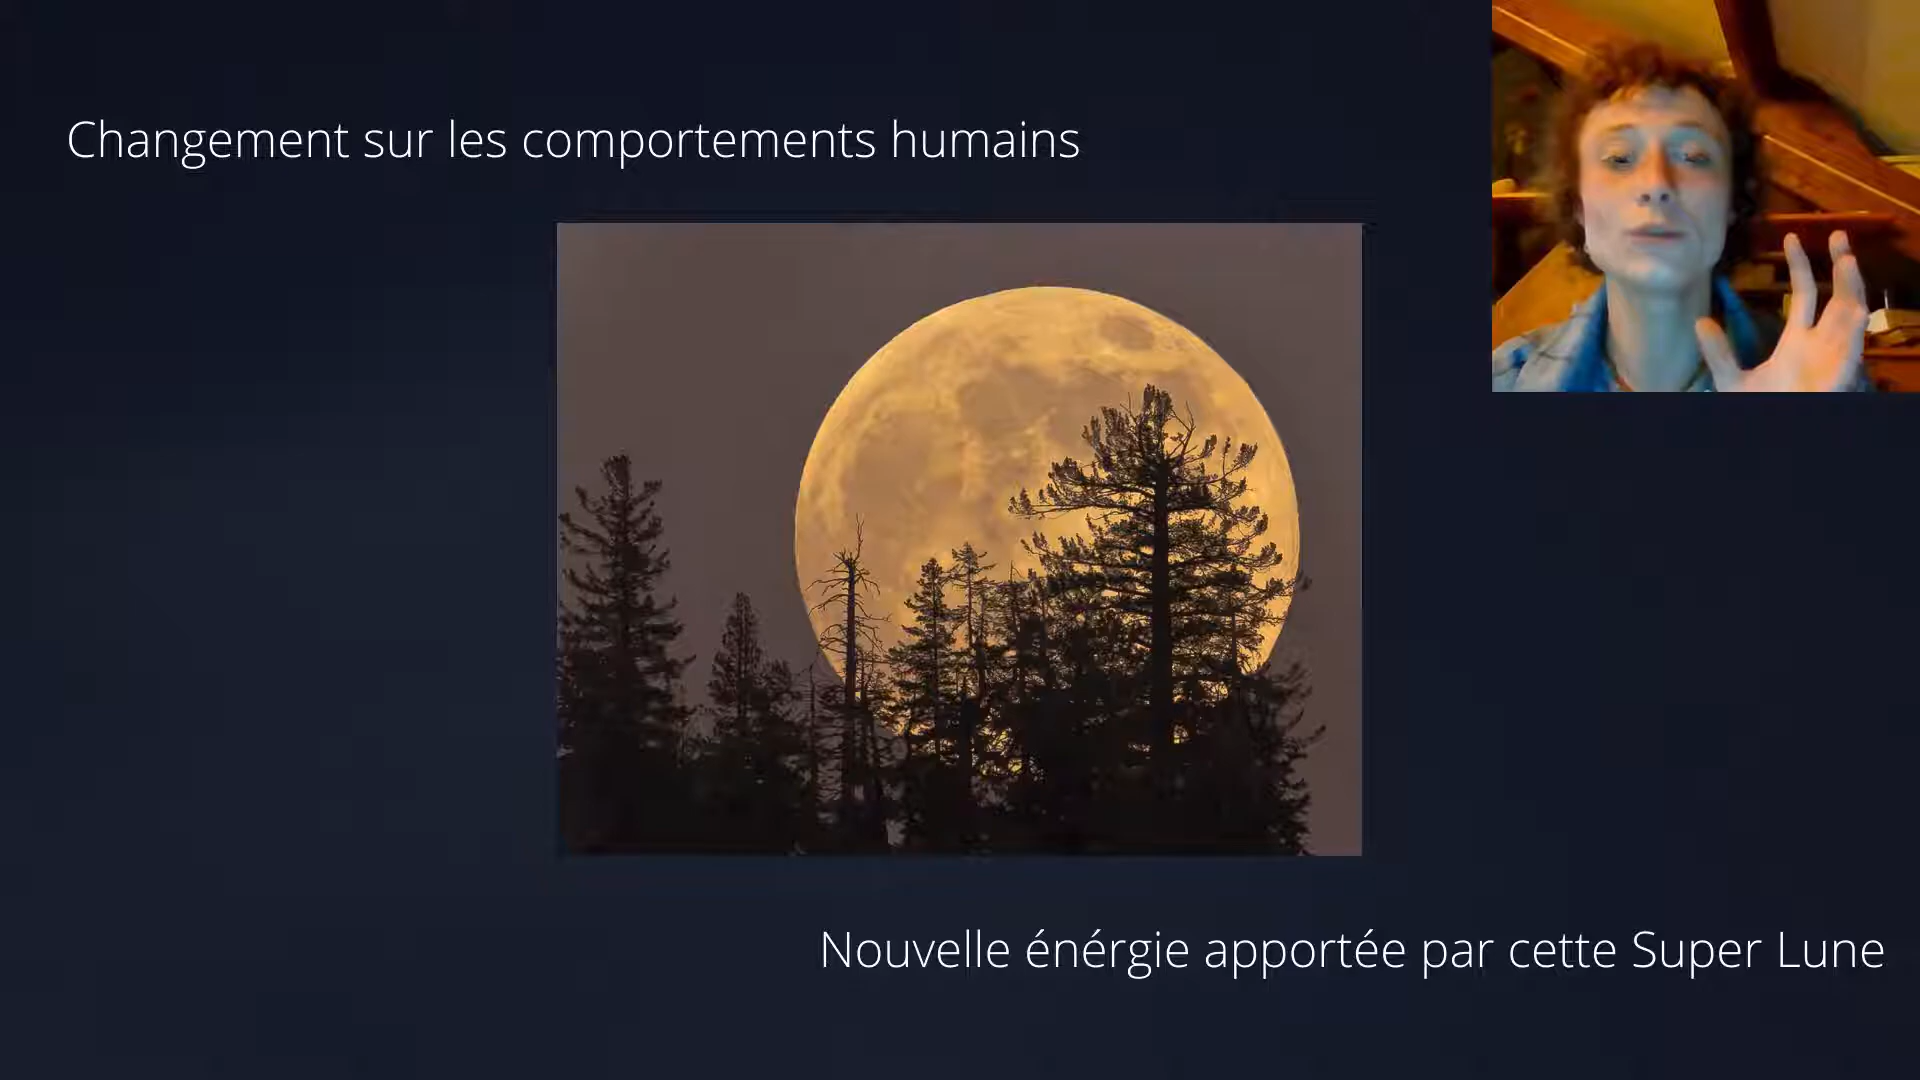 Changement sur les comportements humains
Nouvelle énérgie apportée par cette Super Lune